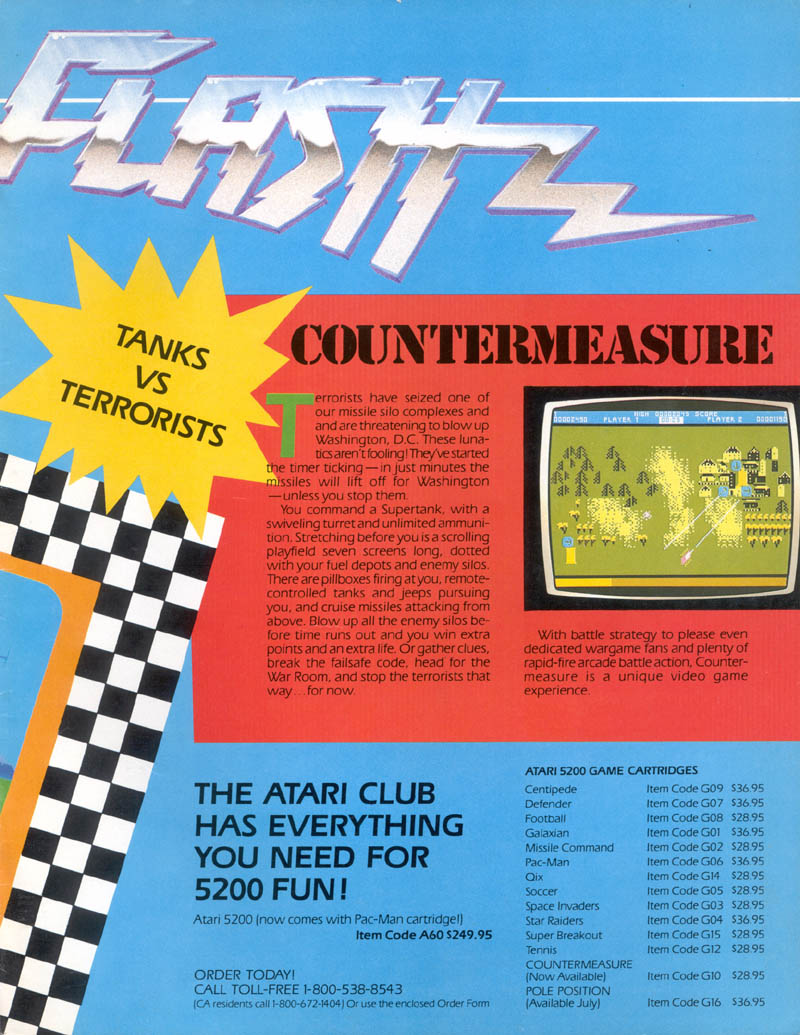 FLASH
TANKS
VS
TERRORISTS
COUNTERMEASURE
Terrorists have seized one of
our missile silo complexes and
and are threatening to blow up
Washington, D.C. These luna-
tics aren't fooling! They've started
the timer ticking — in just minutes the
missiles will lift off for Washington
— unless you stop them.
You command a Supertank, with a
swiveling turret and unlimited ammuni-
tion. Stretching before you is a scrolling
playfield seven screens long, dotted
with your fuel depots and enemy silos.
There are pillboxes firing at you, remote-
controlled tanks and jeeps pursuing
you, and cruise missiles attacking from
above. Blow up all the enemy silos be-
fore time runs out and you win extra
points and an extra life. Or gather clues,
break the failsafe code, head for the
War Room, and stop the terrorists that
way...for now.
HIGH 00002045 SCORE
00002490 PLAYER 1 PLAYER 2 00001150
With battle strategy to please even
dedicated wargame fans and plenty of
rapid-fire arcade battle action, Counter-
measure is a unique video game
experience.
THE ATARI CLUB
HAS EVERYTHING
YOU NEED FOR
5200 FUN!
Atari 5200 (now comes with Pac-Man cartridge!)
Item Code A60 $249.95
ORDER TODAY!
CALL TOLL-FREE 1-800-538-8543
(CA residents call 1-800-672-1404) Or use the enclosed Order Form
ATARI 5200 GAME CARTRIDGES
Centipede Item Code G09 $36.95
Defender Item Code G07 $36.95
Football Item Code G08 $28.95
Galaxian Item Code G01 $36.95
Missile Command Item Code G02 $28.95
Pac-Man Item Code G06 $36.95
Qix Item Code G14 $28.95
Soccer Item Code G05 $28.95
Space Invaders Item Code G03 $28.95
Star Raiders Item Code G04 $36.95
Super Breakout Item Code G15 $28.95
Tennis Item Code G12 $28.95
COUNTERMEASURE
(Now Available) Item Code G10 $28.95
POLE POSITION
(Available July) Item Code G16 $36.95